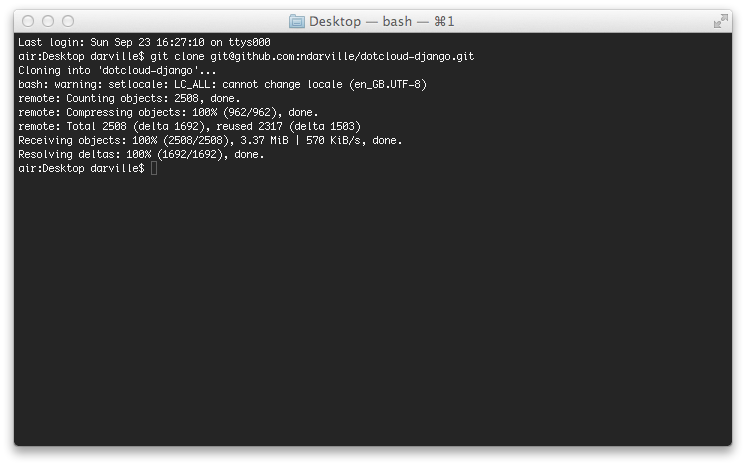 Desktop — bash — ⌘1
Last login: Sun Sep 23 16:27:10 on ttys000
air:Desktop darville$ git clone git@github.com:ndarville/dotcloud-django.git
Cloning into 'dotcloud-django'...
bash: warning: setlocale: LC_ALL: cannot change locale (en_GB.UTF-8)
remote: Counting objects: 2508, done.
remote: Compressing objects: 100% (962/962), done.
remote: Total 2508 (delta 1692), reused 2317 (delta 1503)
Receiving objects: 100% (2508/2508), 3.37 MiB | 570 KiB/s, done.
Resolving deltas: 100% (1692/1692), done.
air:Desktop darville$